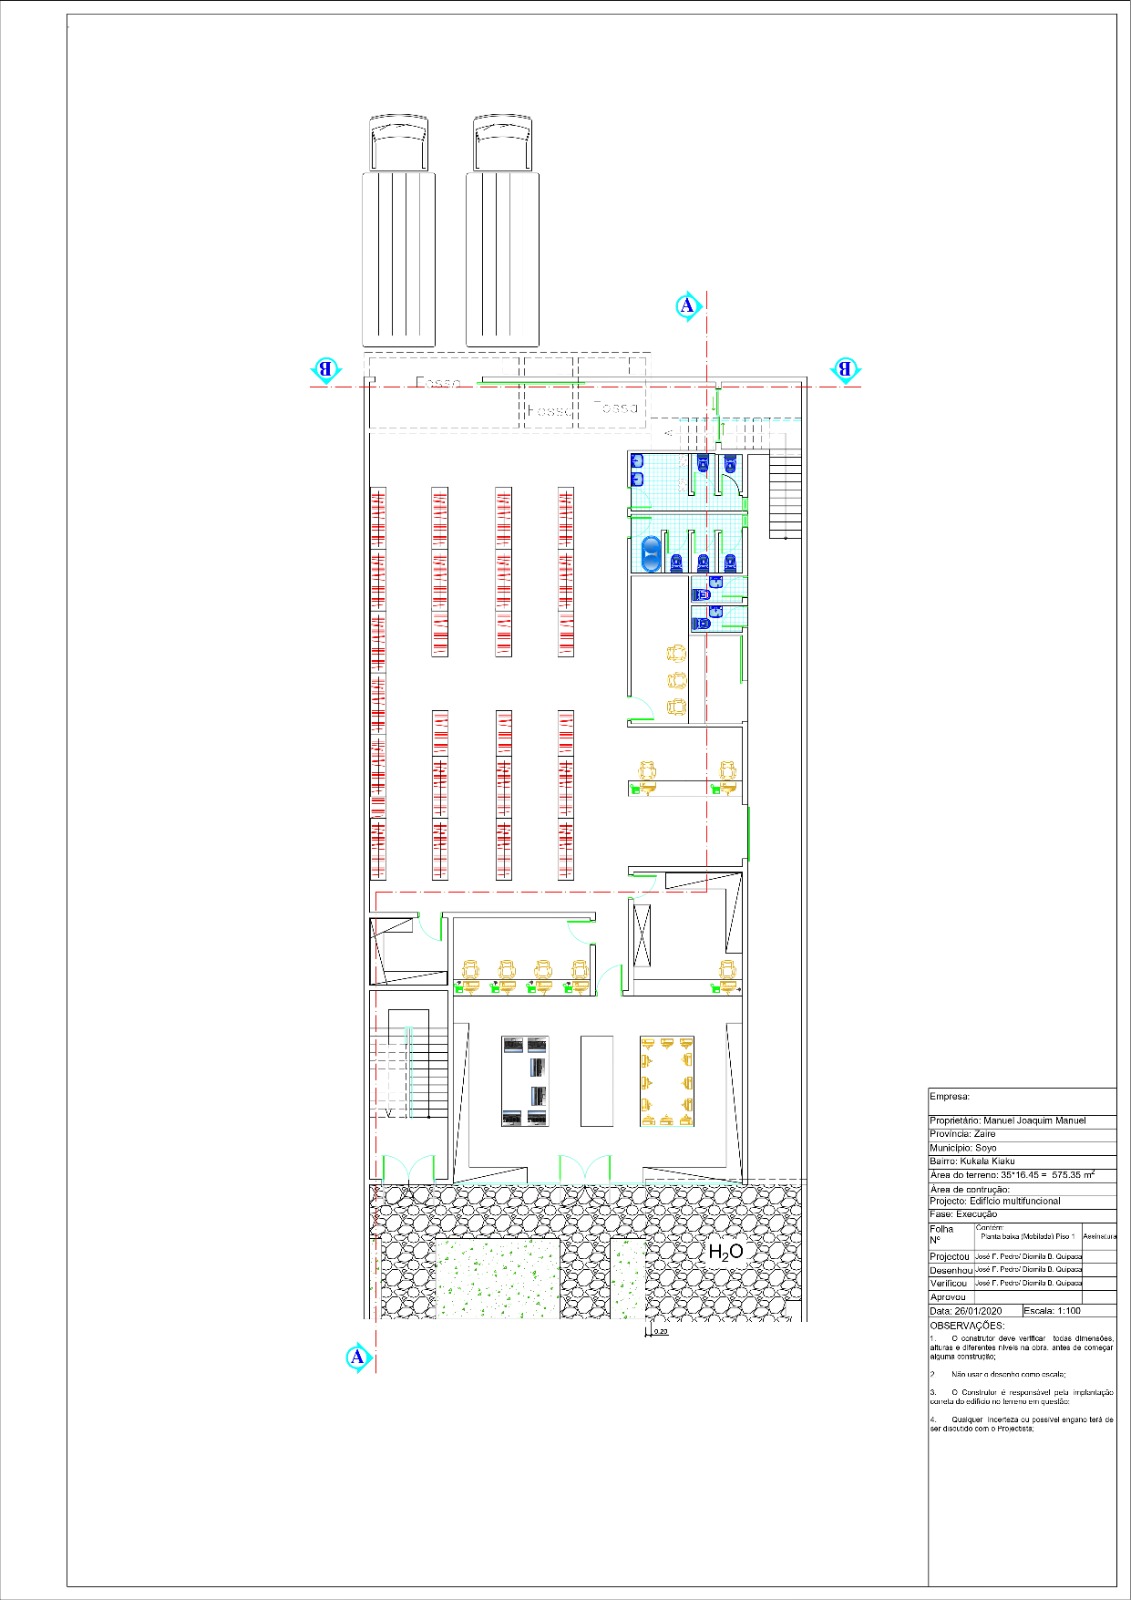 A
B
B
Fossa
Fossa
Fossa
H2O
0.20
A
Empresa:
Proprietário: Manuel Joaquim Manuel
Província: Zaire
Município: Soyo
Bairro: Kukala Kiaku
Área do terreno: 35*16.45 = 575.35 m²
Área de contrução:
Projecto: Edifício multifuncional
Fase: Execução
Folha Nº
Contém:
Planta baixa (Mobilada) Piso 1
Assinatura
Projectou José F. Pedro/ Diomila B. Quipaca
Desenhou José F. Pedro/ Diomila B. Quipaca
Verificou José F. Pedro/ Diomila B. Quipaca
Aprovou
Data: 26/01/2020 Escala: 1:100
OBSERVAÇÕES:
1. O construtor deve verificar todas dimensões,
alturas e diferentes níveis na obra, antes de começar
alguma construção;
2. Não usar o desenho como escala;
3. O Construtor é responsável pela implantação
correta do edifício no terreno em questão;
4. Qualquer incerteza ou possível engano terá de
ser discutido com o Projectista;